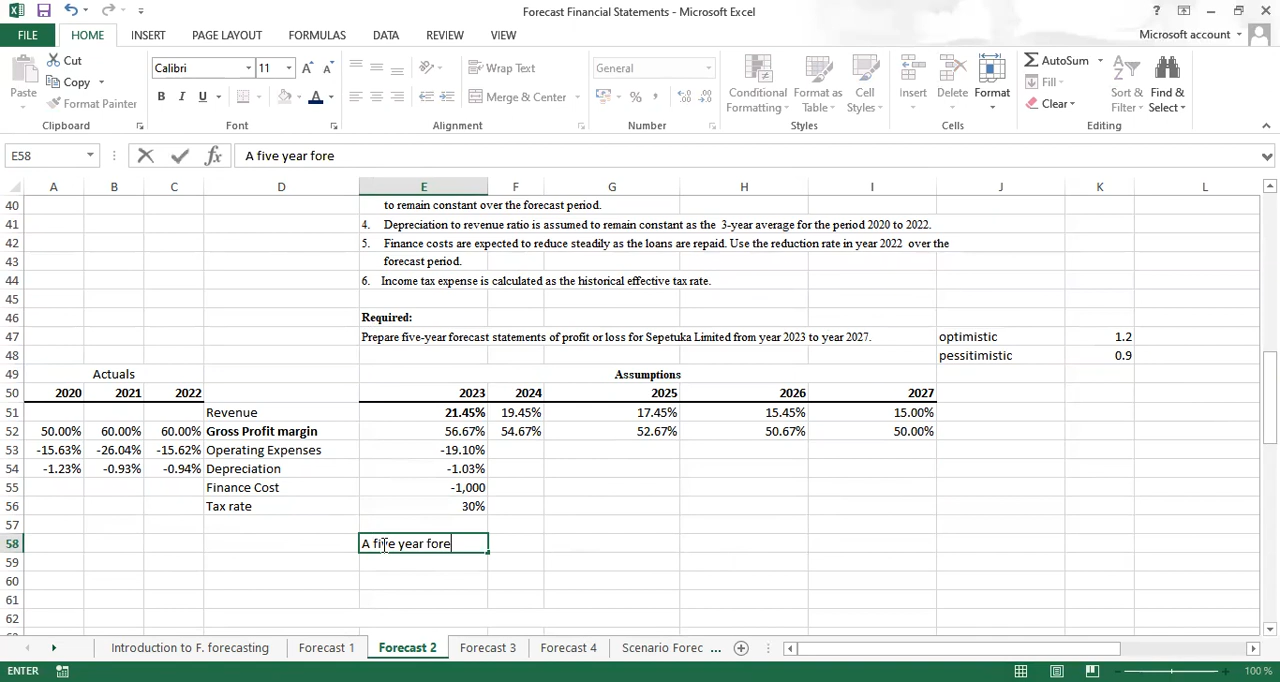 Forecast Financial Statements - Microsoft Excel
FILE HOME INSERT PAGE LAYOUT FORMULAS DATA REVIEW VIEW Microsoft account
Paste Cut Copy Format Painter Clipboard
Calibri 11 B I U Font
Wrap Text Merge & Center Alignment
General % Number
Conditional Formatting Format as Table Cell Styles Styles
Insert Delete Format Cells
AutoSum Fill Clear Sort & Filter Find & Select Editing
E58 fx A five year fore
A B C D E F G H I J K L
40 to remain constant over the forecast period.
41 4. Depreciation to revenue ratio is assumed to remain constant as the 3-year average for the period 2020 to 2022.
42 5. Finance costs are expected to reduce steadily as the loans are repaid. Use the reduction rate in year 2022 over the
43 forecast period.
44 6. Income tax expense is calculated as the historical effective tax rate.
45
46 Required:
47 Prepare five-year forecast statements of profit or loss for Sepetuka Limited from year 2023 to year 2027. optimistic 1.2
48 pessitimistic 0.9
49 Actuals Assumptions
50 2020 2021 2022 2023 2024 2025 2026 2027
51 Revenue 21.45% 19.45% 17.45% 15.45% 15.00%
52 50.00% 60.00% 60.00% Gross Profit margin 56.67% 54.67% 52.67% 50.67% 50.00%
53 -15.63% -26.04% -15.62% Operating Expenses -19.10%
54 -1.23% -0.93% -0.94% Depreciation -1.03%
55 Finance Cost -1,000
56 Tax rate 30%
57
58 A five year fore
59
60
61
62
Introduction to F. forecasting Forecast 1 Forecast 2 Forecast 3 Forecast 4 Scenario Forec ...
ENTER 100 %